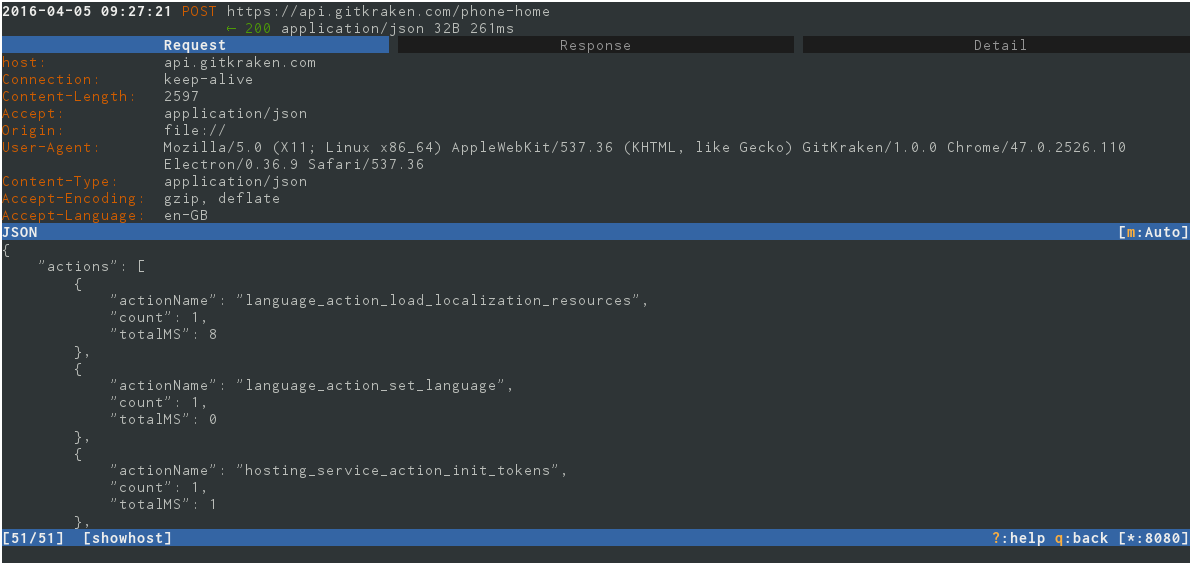 2016-04-05 09:27:21 POST https://api.gitkraken.com/phone-home
← 200 application/json 32B 261ms
Request Response Detail
host: api.gitkraken.com
Connection: keep-alive
Content-Length: 2597
Accept: application/json
Origin: file://
User-Agent: Mozilla/5.0 (X11; Linux x86_64) AppleWebKit/537.36 (KHTML, like Gecko) GitKraken/1.0.0 Chrome/47.0.2526.110
Electron/0.36.9 Safari/537.36
Content-Type: application/json
Accept-Encoding: gzip, deflate
Accept-Language: en-GB
JSON [m:Auto]
{
    "actions": [
        {
            "actionName": "language_action_load_localization_resources",
            "count": 1,
            "totalMS": 8
        },
        {
            "actionName": "language_action_set_language",
            "count": 1,
            "totalMS": 0
        },
        {
            "actionName": "hosting_service_action_init_tokens",
            "count": 1,
            "totalMS": 1
        },
[51/51] [showhost] ?:help q:back [*:8080]